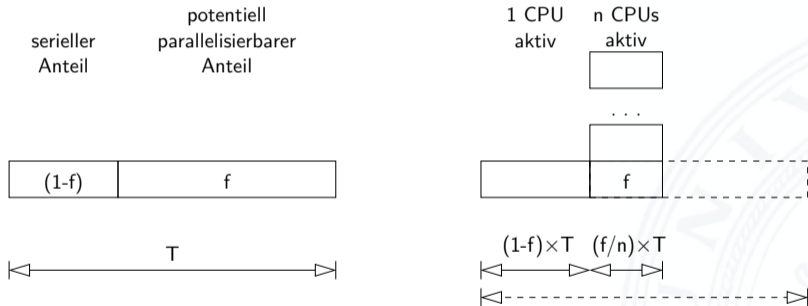 serieller
Anteil
potentiell
parallelisierbarer
Anteil
(1-f)
f
T
1 CPU
aktiv
n CPUs
aktiv
. . .
f
(1-f)×T
(f/n)×T